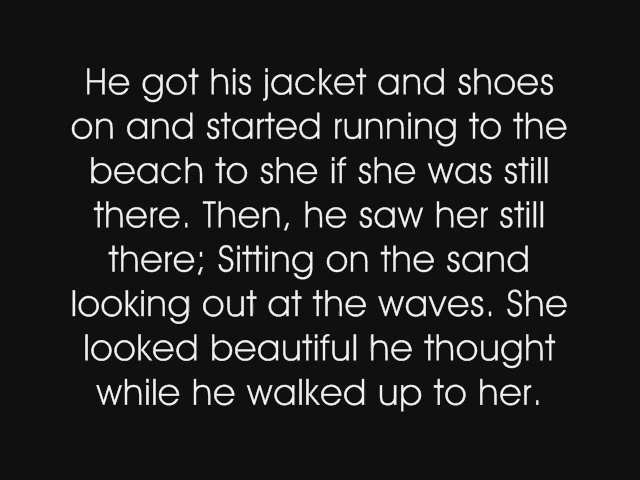 He got his jacket and shoes
on and started running to the
beach to she if she was still
there. Then, he saw her still
there; Sitting on the sand
looking out at the waves. She
looked beautiful he thought
while he walked up to her.